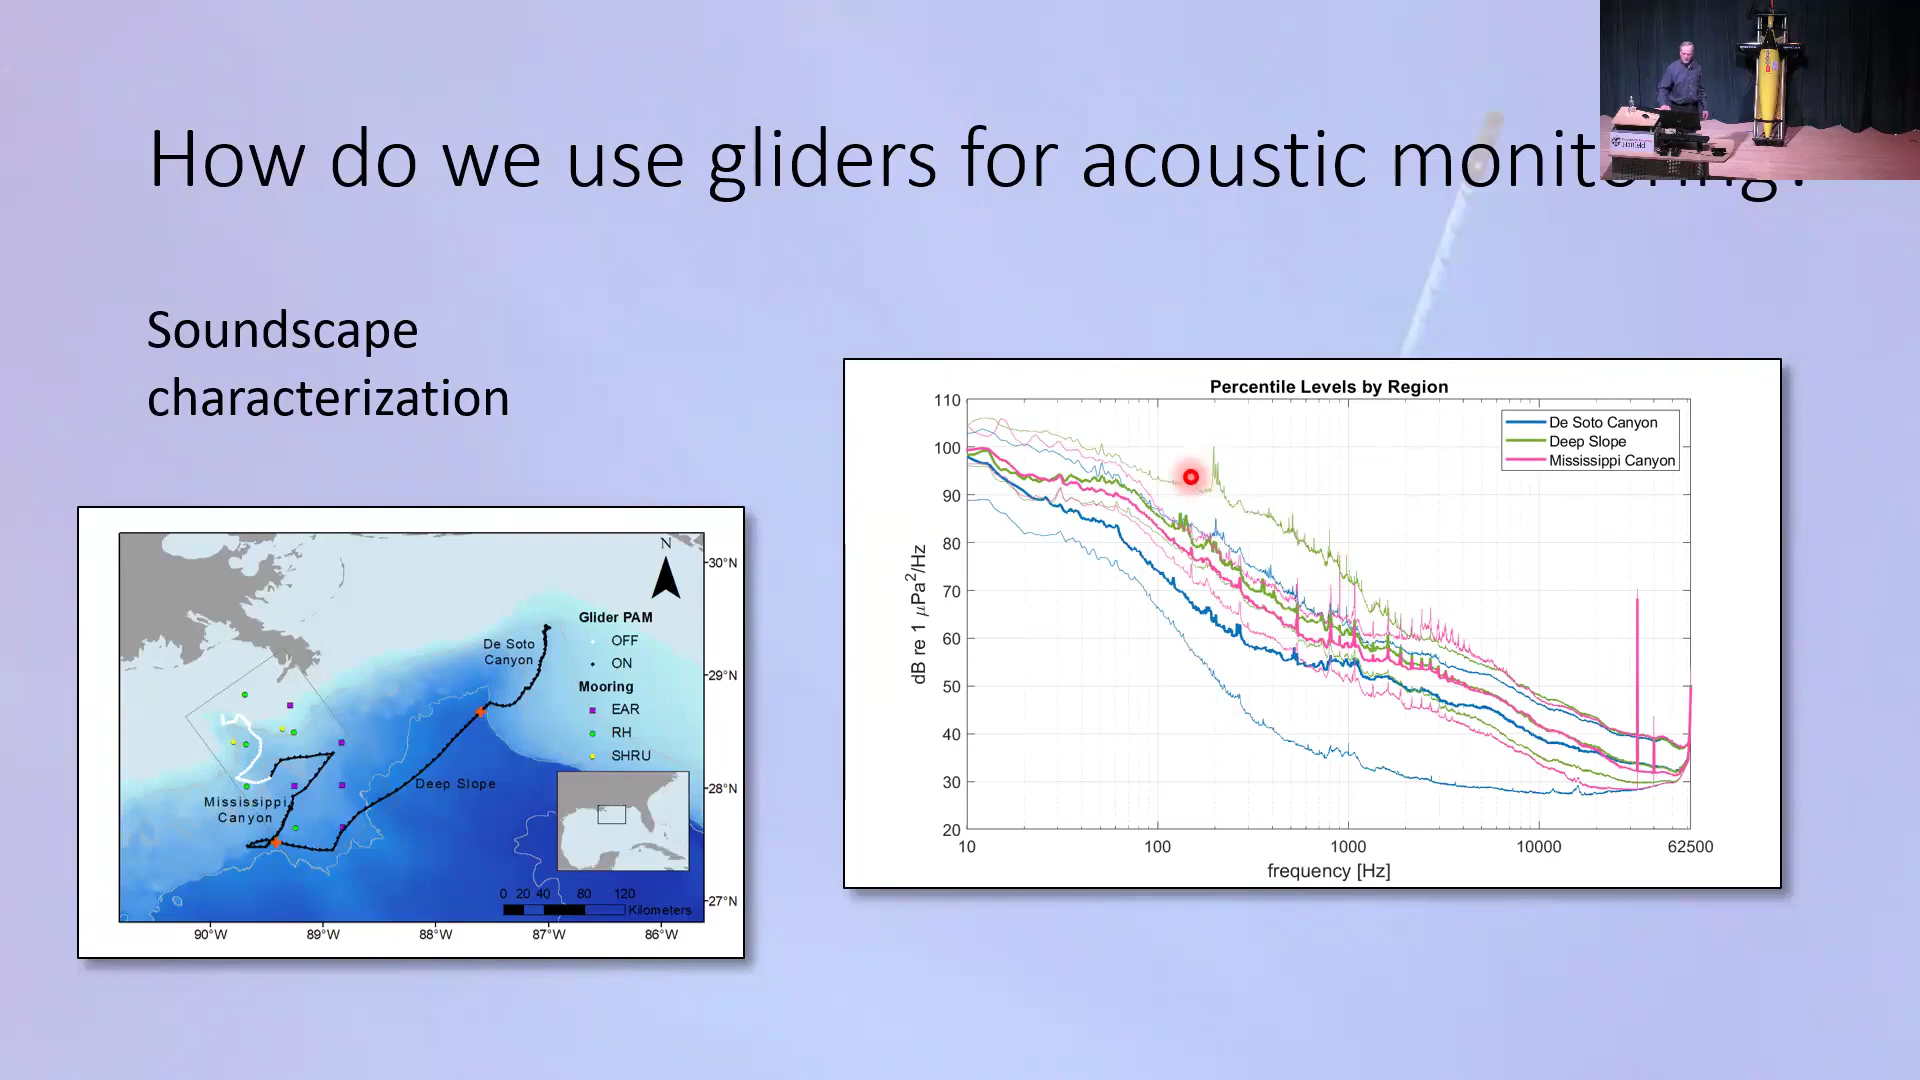 How do we use gliders for acoustic monitoring?
Soundscape
characterization
N
30°N
29°N
28°N
27°N
90°W
89°W
88°W
87°W
86°W
De Soto
Canyon
Deep Slope
Mississippi
Canyon
Glider PAM
OFF
ON
Mooring
EAR
RH
SHRU
0 20 40 80 120
Kilometers
Percentile Levels by Region
De Soto Canyon
Deep Slope
Mississippi Canyon
110
100
90
80
70
60
50
40
30
20
dB re 1 μPa²/Hz
10
100
1000
10000
62500
frequency [Hz]